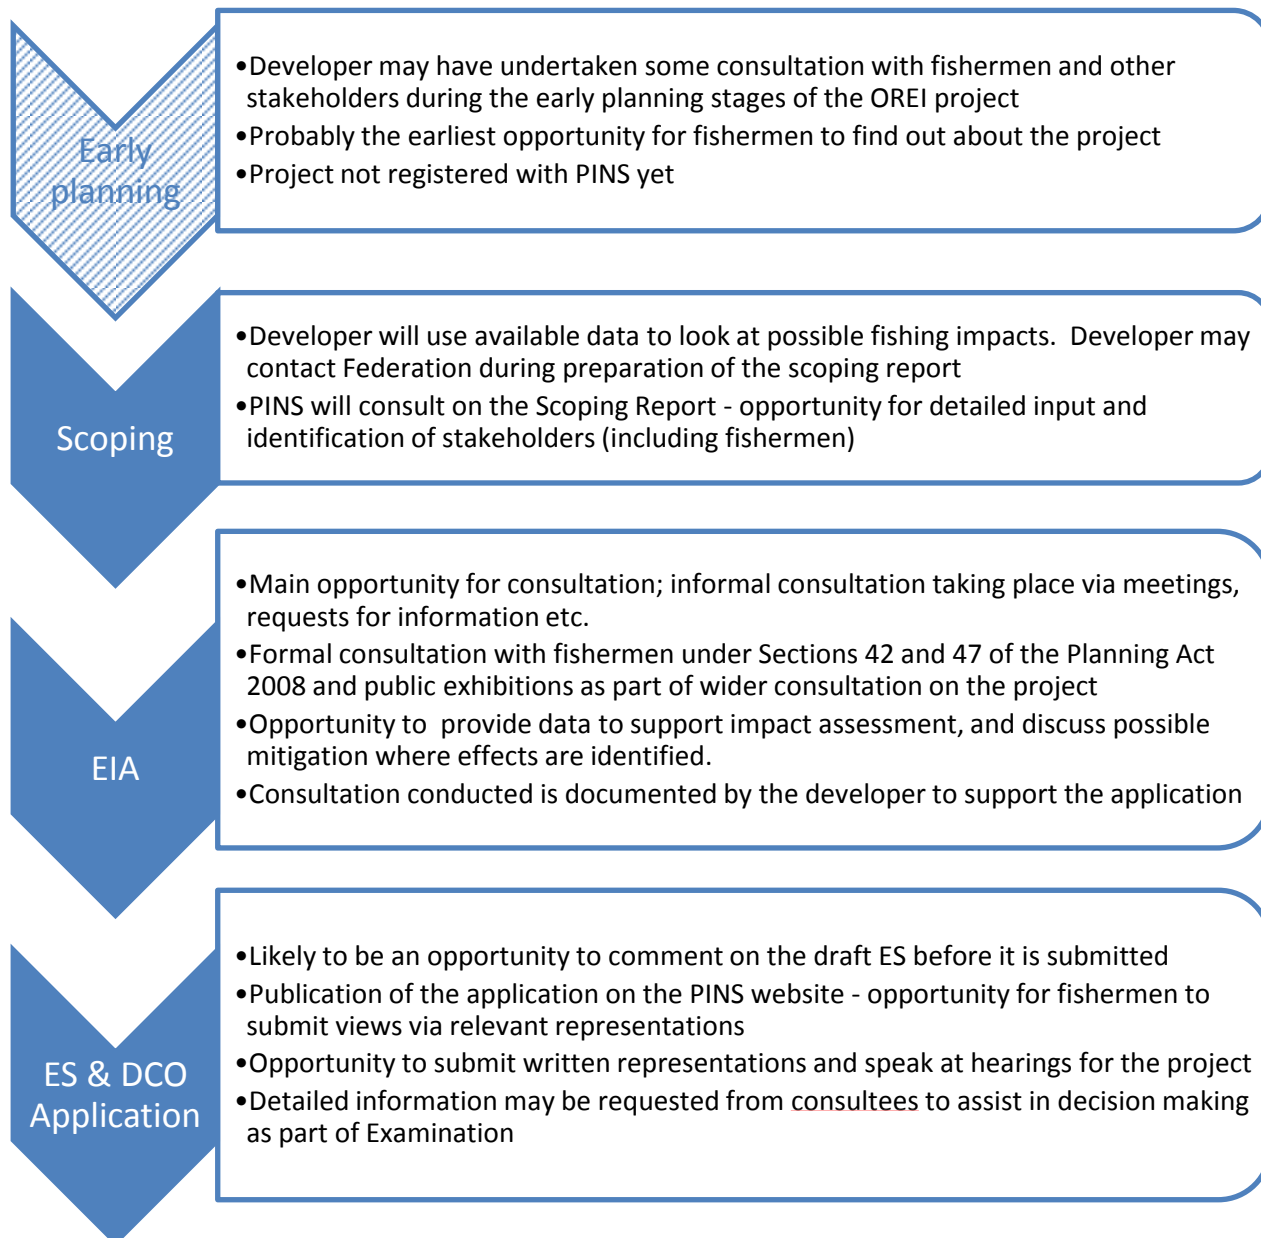 Early
planning
•Developer may have undertaken some consultation with fishermen and other
stakeholders during the early planning stages of the OREI project
•Probably the earliest opportunity for fishermen to find out about the project
•Project not registered with PINS yet
Scoping
•Developer will use available data to look at possible fishing impacts.  Developer may
contact Federation during preparation of the scoping report
•PINS will consult on the Scoping Report - opportunity for detailed input and
identification of stakeholders (including fishermen)
EIA
•Main opportunity for consultation; informal consultation taking place via meetings,
requests for information etc.
•Formal consultation with fishermen under Sections 42 and 47 of the Planning Act
2008 and public exhibitions as part of wider consultation on the project
•Opportunity to  provide data to support impact assessment, and discuss possible
mitigation where effects are identified.
•Consultation conducted is documented by the developer to support the application
ES & DCO
Application
•Likely to be an opportunity to comment on the draft ES before it is submitted
•Publication of the application on the PINS website - opportunity for fishermen to
submit views via relevant representations
•Opportunity to submit written representations and speak at hearings for the project
•Detailed information may be requested from consultees to assist in decision making
as part of Examination